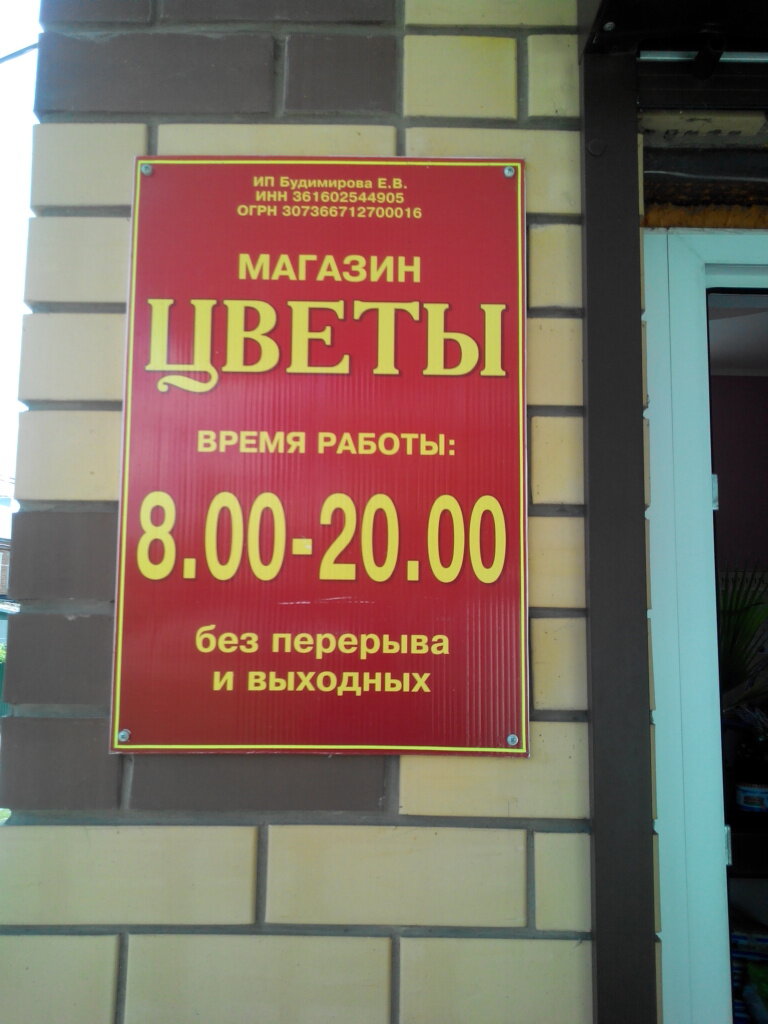 ИП Будимирова Е.В.
ИНН 361602544905
ОГРН 307366712700016
МАГАЗИН
ЦВЕТЫ
ВРЕМЯ РАБОТЫ:
8.00-20.00
без перерыва
и выходных